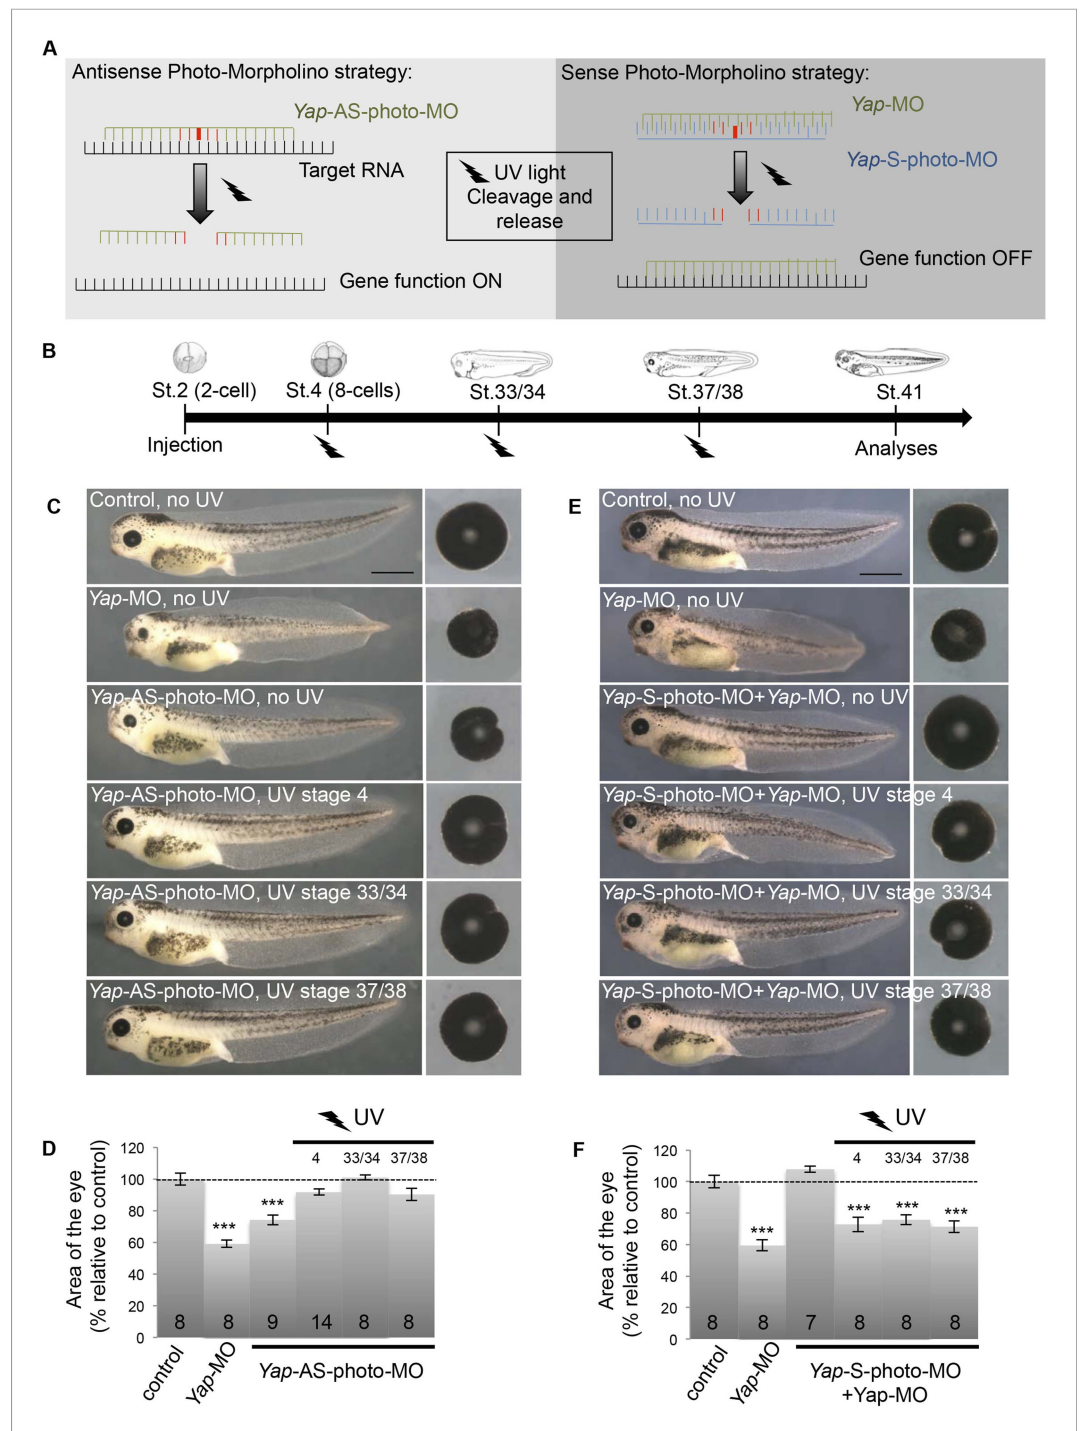 A
Antisense Photo-Morpholino strategy:
Yap-AS-photo-MO
Target RNA
Gene function ON
UV light
Cleavage and
release
Sense Photo-Morpholino strategy:
Yap-MO
Yap-S-photo-MO
Gene function OFF
B
St.2 (2-cell)
St.4 (8-cells)
St.33/34
St.37/38
St.41
Injection
Analyses
C
Control, no UV
Yap-MO, no UV
Yap-AS-photo-MO, no UV
Yap-AS-photo-MO, UV stage 4
Yap-AS-photo-MO, UV stage 33/34
Yap-AS-photo-MO, UV stage 37/38
E
Control, no UV
Yap-MO, no UV
Yap-S-photo-MO+Yap-MO, no UV
Yap-S-photo-MO+Yap-MO, UV stage 4
Yap-S-photo-MO+Yap-MO, UV stage 33/34
Yap-S-photo-MO+Yap-MO, UV stage 37/38
D
UV
4 33/34 37/38
Area of the eye
(% relative to control)
120
100
80
60
40
20
0
*** ***
8 8 9 14 8 8
control
Yap-MO
Yap-AS-photo-MO
F
UV
4 33/34 37/38
Area of the eye
(% relative to control)
120
100
80
60
40
20
0
*** *** *** ***
8 8 7 8 8 8
control
Yap-MO
Yap-S-photo-MO
+Yap-MO